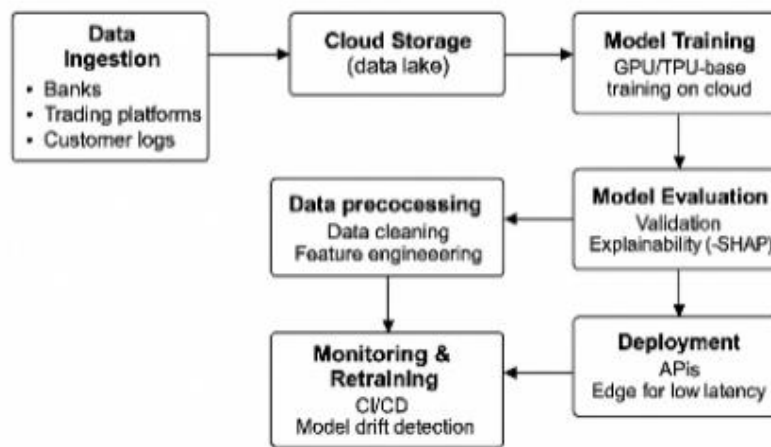 Data
Ingestion
• Banks
• Trading platforms
• Customer logs
Cloud Storage
(data lake)
Model Training
GPU/TPU-base
training on cloud
Data precocessing
Data cleaning
Feature engineeering
Model Evaluation
Validation
Explainability (-SHAP)
Monitoring &
Retraining
CI/CD
Model drift detection
Deployment
APis
Edge for low latency